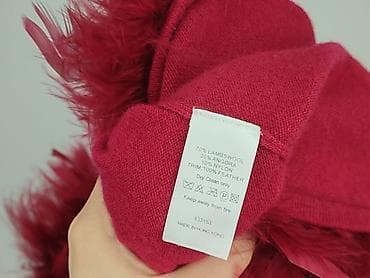 70% LAMBSWOOL
20% ANGORA
10% NYLON
TRIM:100% FEATHER
Dry Clean only
Keep away from fire
MADE IN HONG KONG